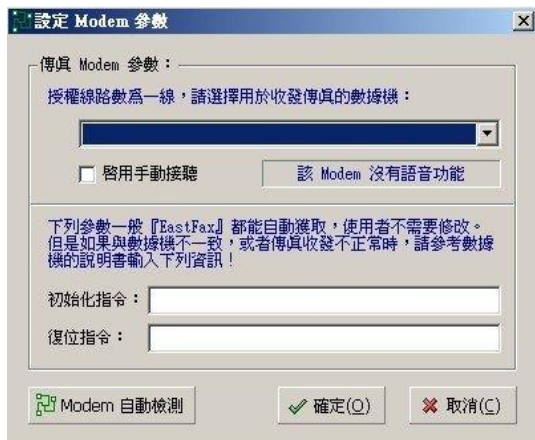 設定 Modem 參數
傳真 Modem 參數：
授權線路數爲一線，請選擇用於收發傳真的數據機：
啓用手動接聽
該 Modem 沒有語音功能
下列參數一般『EastFax』都能自動獲取，使用者不需要修改。
但是如果與數據機不一致，或者傳真收發不正常時，請參考數據
機的說明書輸入下列資訊！
初始化指令：
復位指令：
Modem 自動檢測
確定(O)
取消(C)